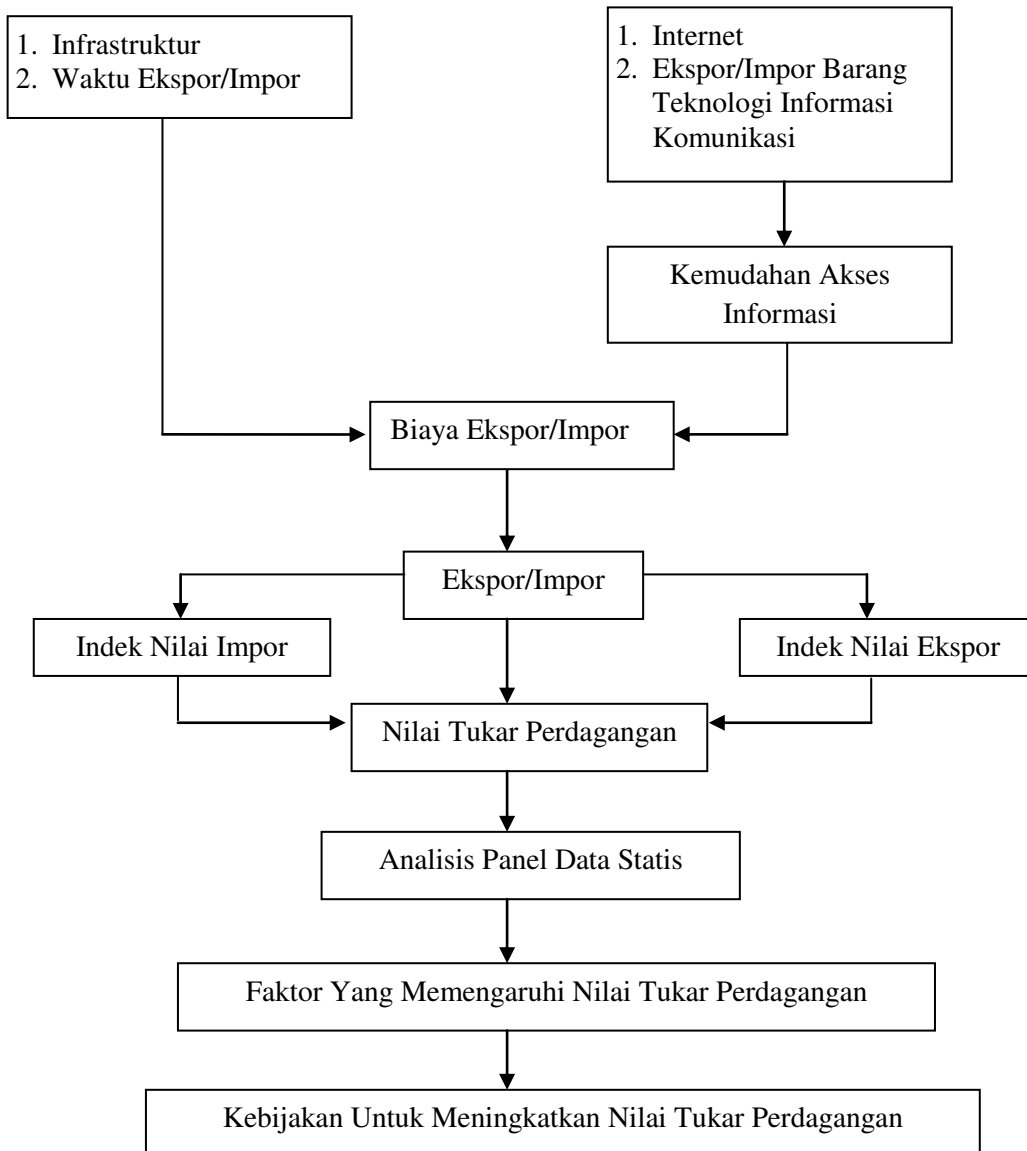 1. Infrastruktur
2. Waktu Ekspor/Impor
1. Internet
2. Ekspor/Impor Barang
Teknologi Informasi
Komunikasi
Kemudahan Akses
Informasi
Biaya Ekspor/Impor
Ekspor/Impor
Indek Nilai Impor
Indek Nilai Ekspor
Nilai Tukar Perdagangan
Analisis Panel Data Statis
Faktor Yang Memengaruhi Nilai Tukar Perdagangan
Kebijakan Untuk Meningkatkan Nilai Tukar Perdagangan